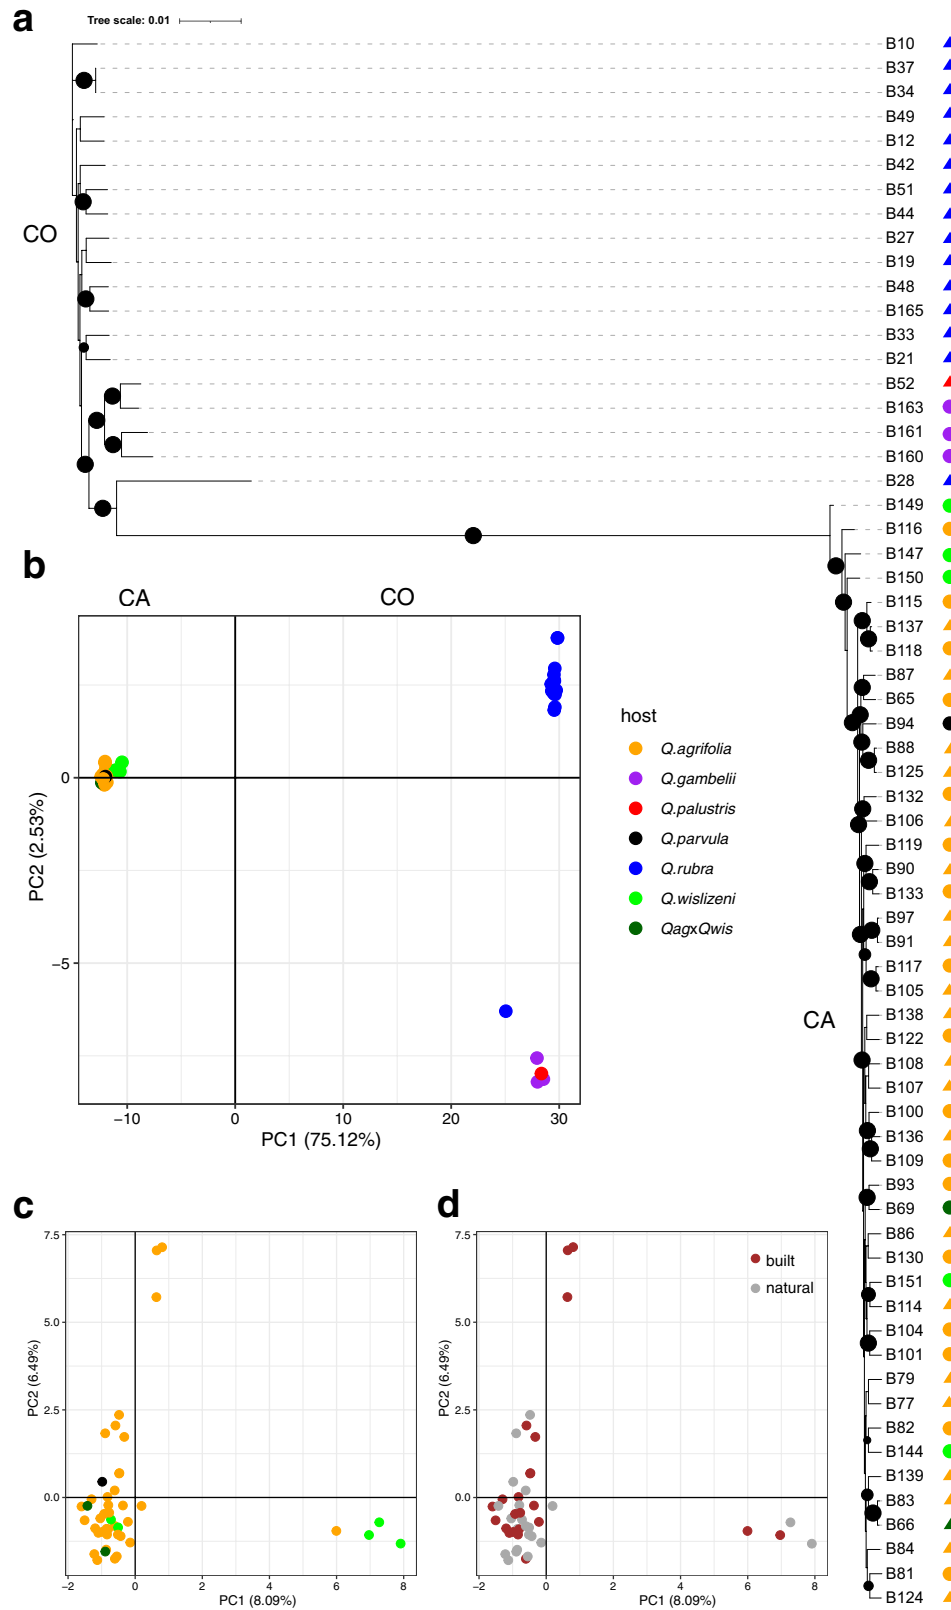 a
Tree scale: 0.01
B10
B37
B34
B49
B12
B42
B51
B44
CO
B27
B19
B48
B165
B33
B21
B52
B163
B161
B160
B28
B149
B116
B147
B150
B115
B137
B118
B87
B65
B94
B88
B125
B132
B106
B119
B90
B133
B97
B91
B117
B105
CA
B138
B122
B108
B107
B100
B136
B109
B93
B69
B86
B130
B151
B114
B104
B101
B79
B77
B82
B144
B139
B83
B66
B84
B81
B124
b
CA CO
0
−5
PC2 (2.53%)
−10 0 10 20 30
PC1 (75.12%)
host
Q.agrifolia
Q.gambelii
Q.palustris
Q.parvula
Q.rubra
Q.wislizeni
QagxQwis
c
7.5
5.0
2.5
0.0
PC2 (6.49%)
−2 0 2 4 6 8
PC1 (8.09%)
d
7.5
5.0
2.5
0.0
PC2 (6.49%)
built
natural
−2 0 2 4 6 8
PC1 (8.09%)